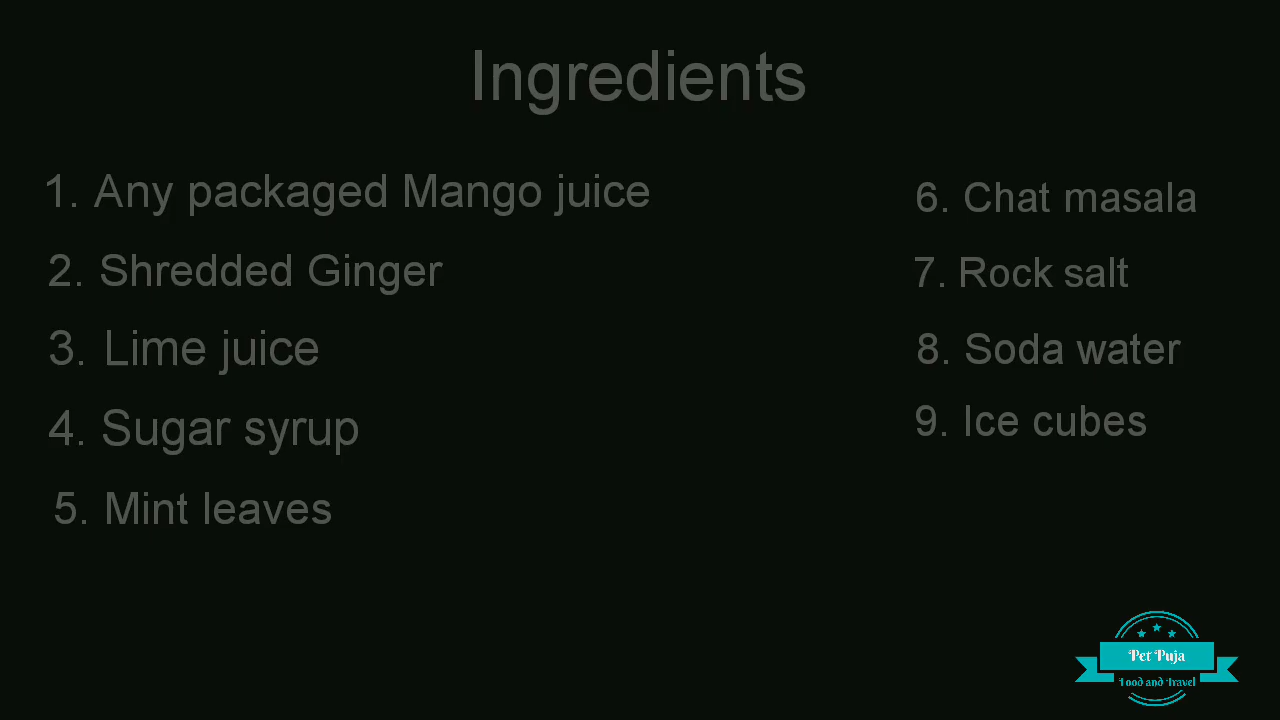 Ingredients
1. Any packaged Mango juice
2. Shredded Ginger
3. Lime juice
4. Sugar syrup
5. Mint leaves
6. Chat masala
7. Rock salt
8. Soda water
9. Ice cubes
Pet Puja
Food and Travel